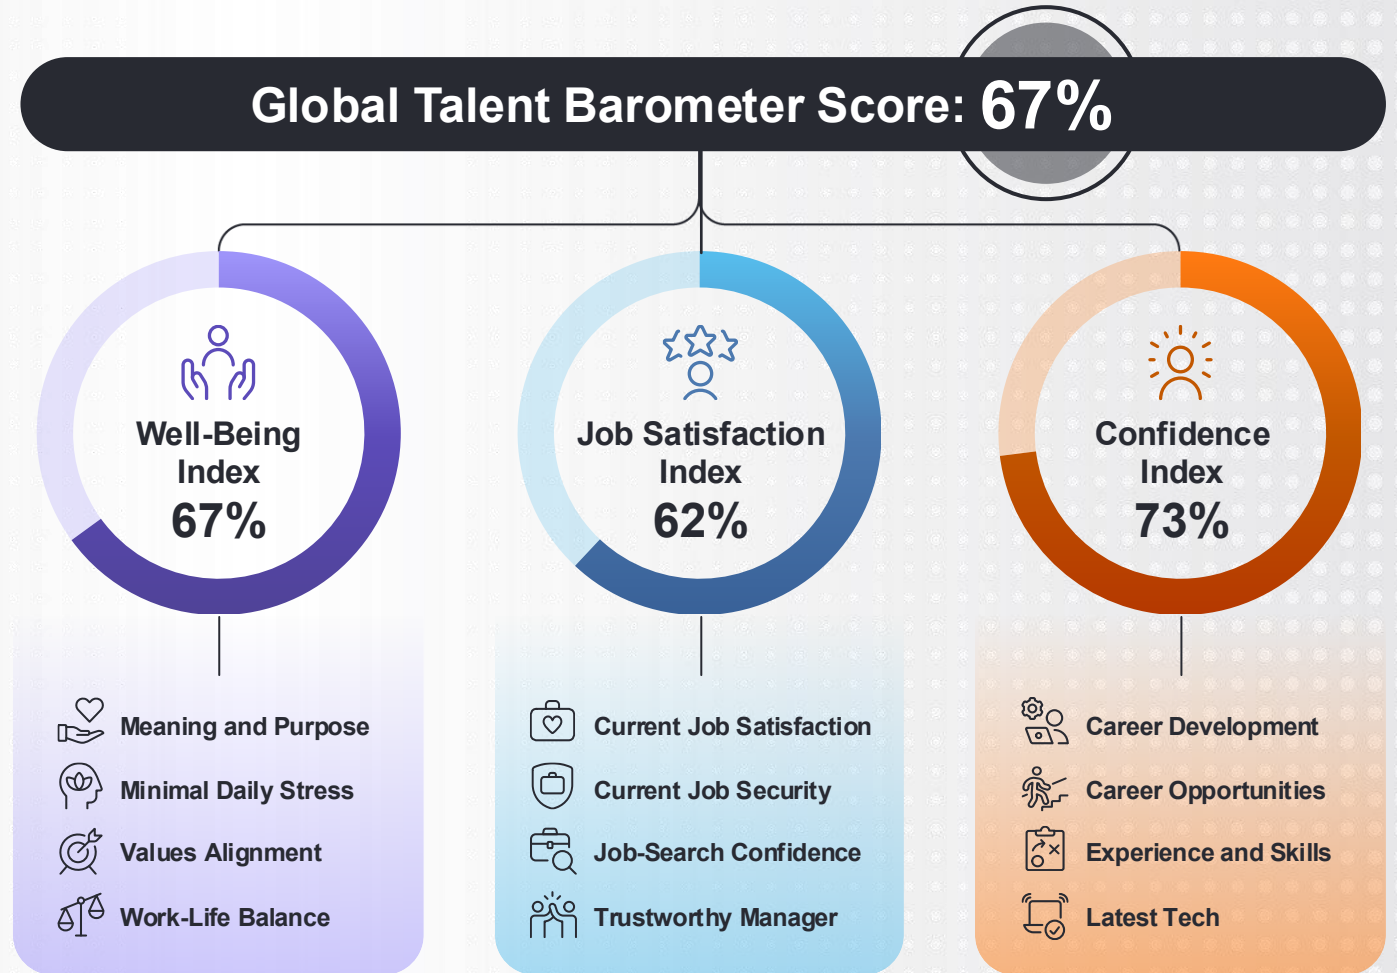 Global Talent Barometer Score: 67%
Well-Being
Index
67%
Job Satisfaction
Index
62%
Confidence
Index
73%
Meaning and Purpose
Minimal Daily Stress
Values Alignment
Work-Life Balance
Current Job Satisfaction
Current Job Security
Job-Search Confidence
Trustworthy Manager
Career Development
Career Opportunities
Experience and Skills
Latest Tech